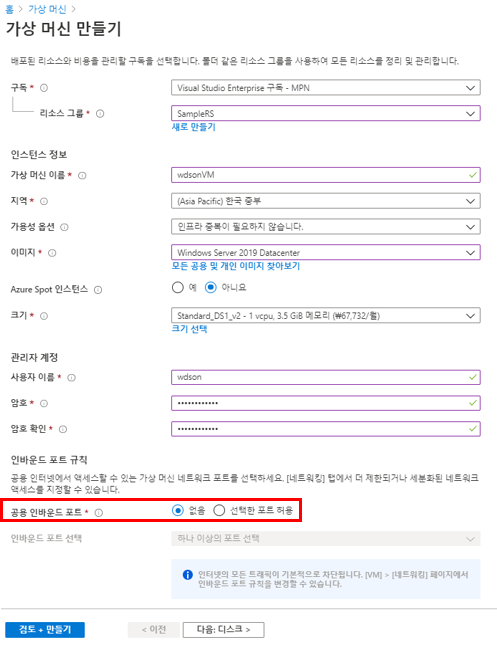 홈 > 가상 머신 >
가상 머신 만들기
배포된 리소스와 비용을 관리할 구독을 선택합니다. 폴더 같은 리소스 그룹을 사용하여 모든 리소스를 정리 및 관리합니다.
구독 * Visual Studio Enterprise 구독 - MPN
리소스 그룹 * SampleRS
새로 만들기
인스턴스 정보
가상 머신 이름 * wdsonVM
지역 * (Asia Pacific) 한국 중부
가용성 옵션 인프라 중복이 필요하지 않습니다.
이미지 * Windows Server 2019 Datacenter
모든 공용 및 개인 이미지 찾아보기
Azure Spot 인스턴스 예 아니요
크기 * Standard_DS1_v2 - 1 vcpu, 3.5 GiB 메모리 (₩67,732/월)
크기 선택
관리자 계정
사용자 이름 * wdson
암호 * ••••••••••••
암호 확인 * ••••••••••••
인바운드 포트 규칙
공용 인터넷에서 액세스할 수 있는 가상 머신 네트워크 포트를 선택하세요. [네트워킹] 탭에서 더 제한되거나 세분화된 네트워크
액세스를 지정할 수 있습니다.
공용 인바운드 포트 * 없음 선택한 포트 허용
인바운드 포트 선택 하나 이상의 포트 선택
인터넷의 모든 트래픽이 기본적으로 차단됩니다. [VM] > [네트워킹] 페이지에서
인바운드 포트 규칙을 변경할 수 있습니다.
검토 + 만들기 < 이전 다음: 디스크 >